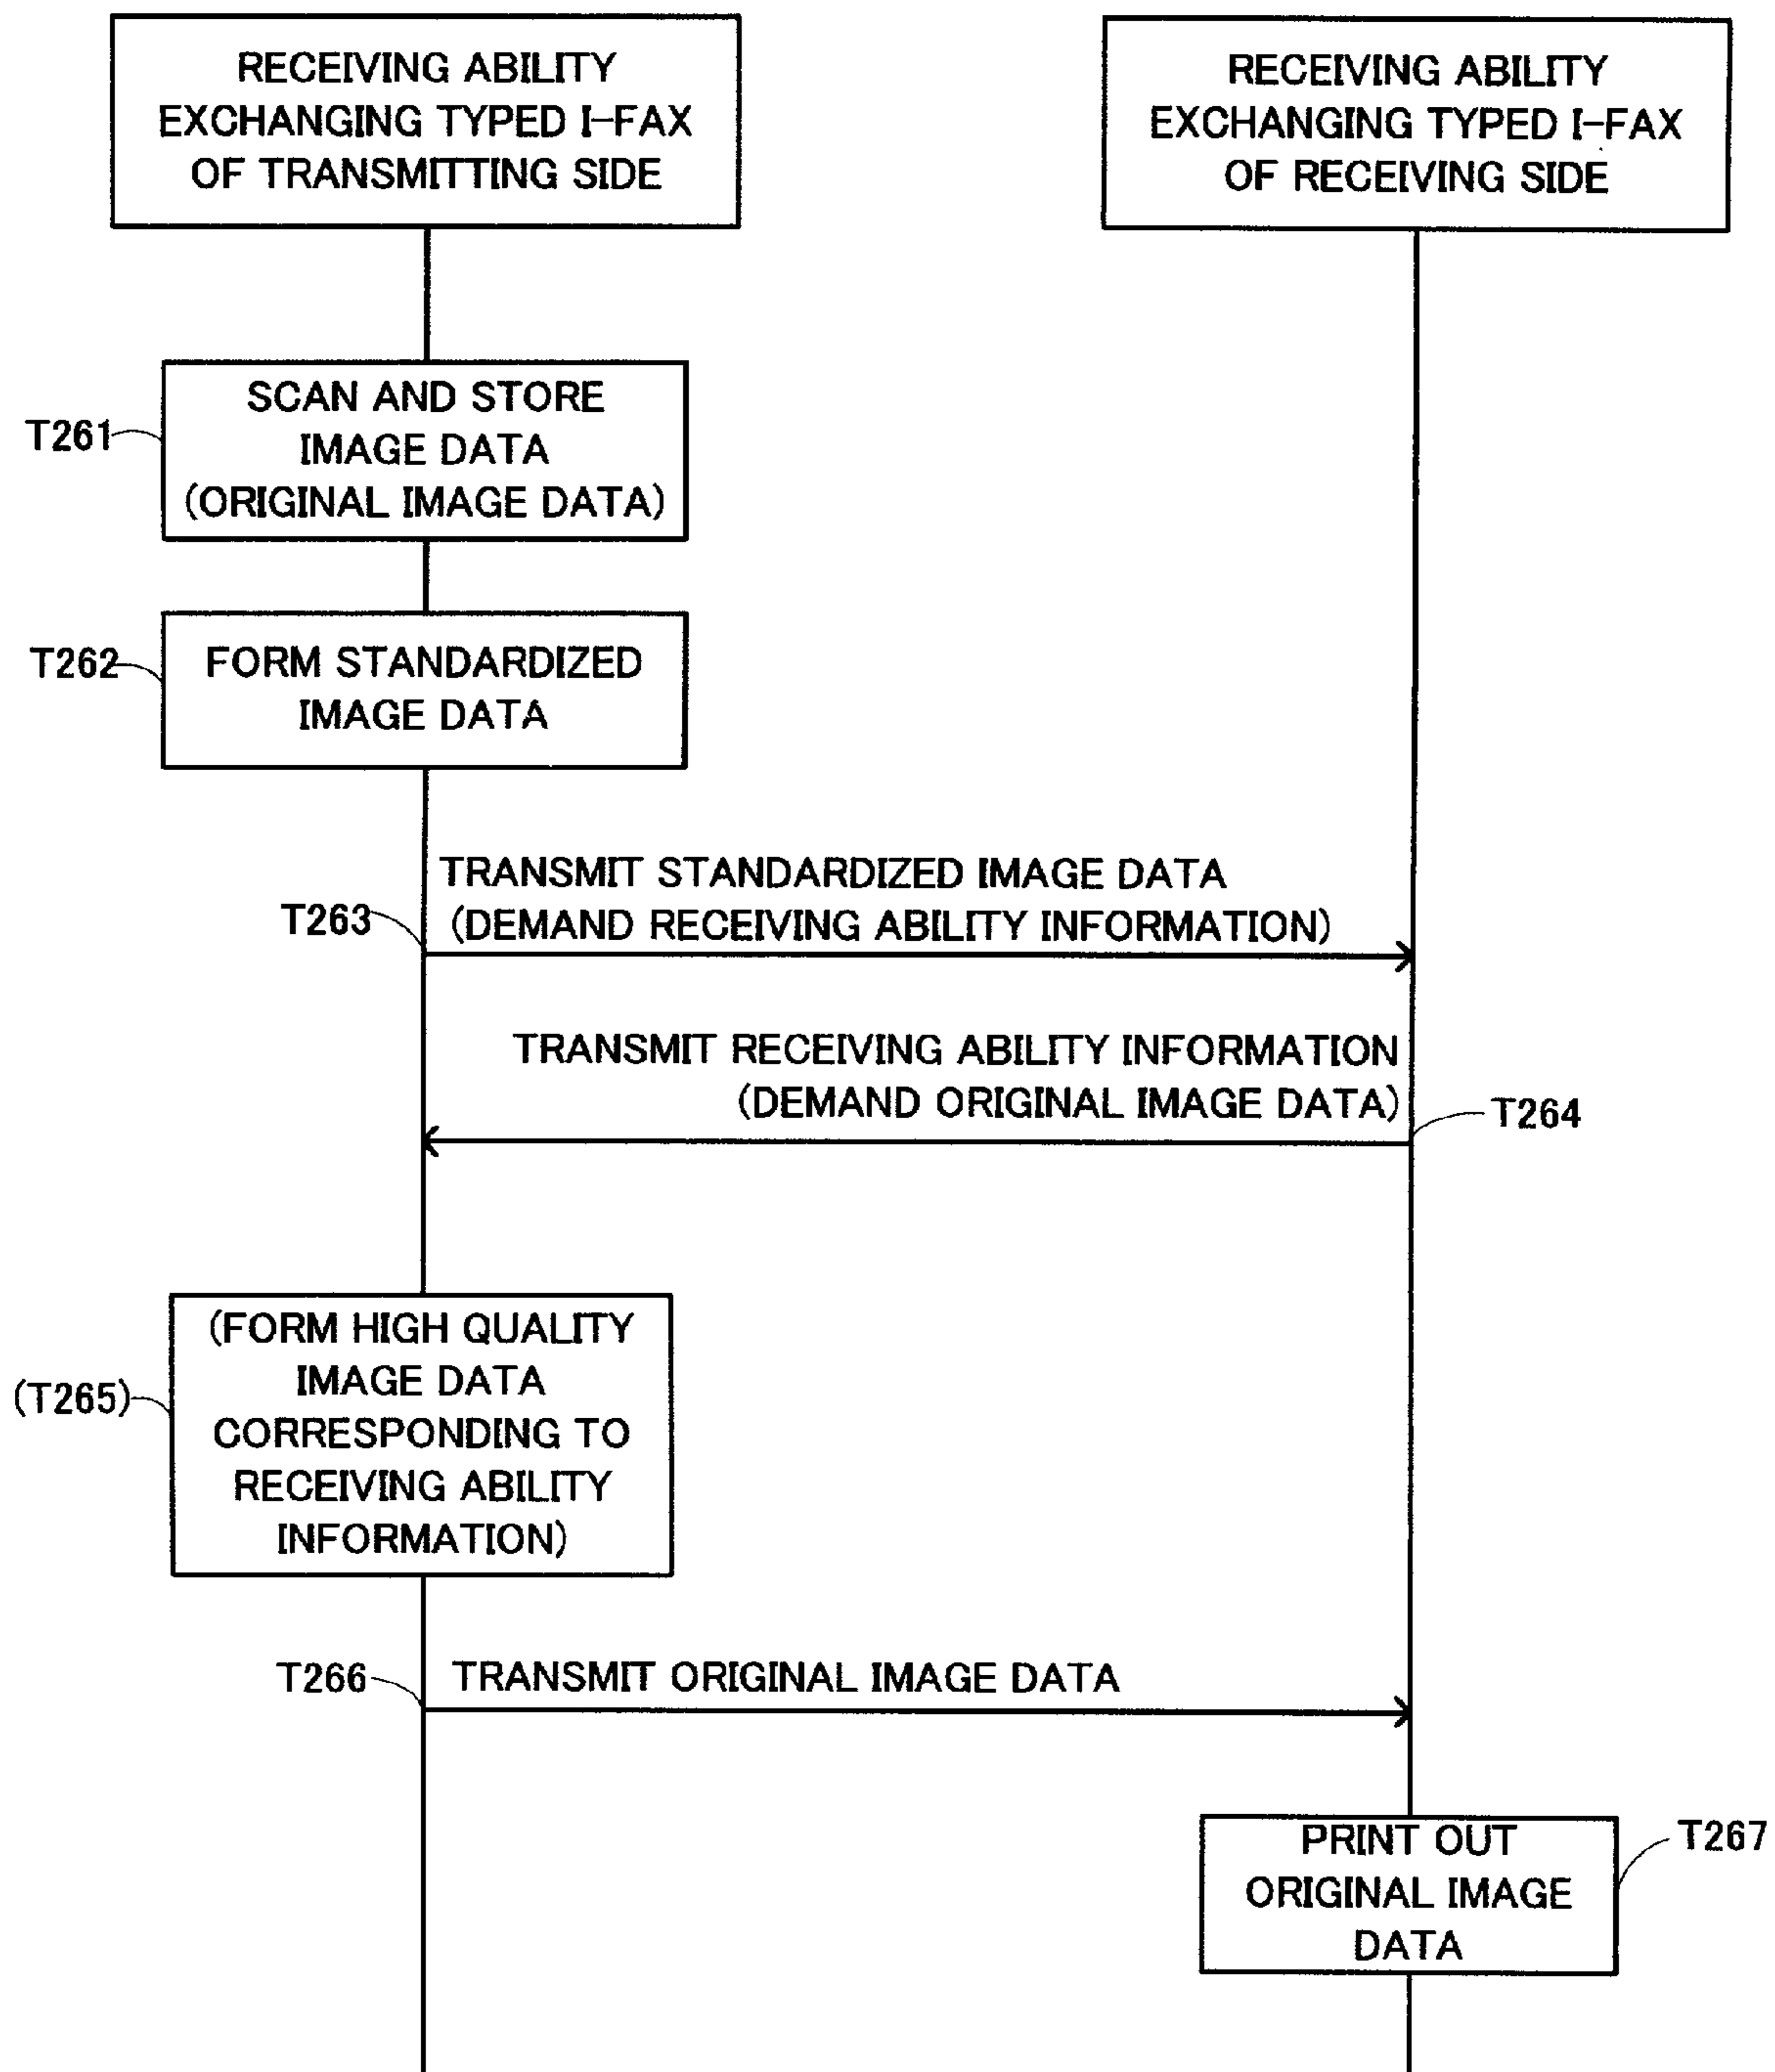 RECEIVING ABILITY
EXCHANGING TYPED I-FAX
OF TRANSMITTING SIDE
RECEIVING ABILITY
EXCHANGING TYPED I-FAX
OF RECEIVING SIDE
T261
SCAN AND STORE
IMAGE DATA
(ORIGINAL IMAGE DATA)
T262
FORM STANDARDIZED
IMAGE DATA
TRANSMIT STANDARDIZED IMAGE DATA
T263
(DEMAND RECEIVING ABILITY INFORMATION)
TRANSMIT RECEIVING ABILITY INFORMATION
(DEMAND ORIGINAL IMAGE DATA)
T264
(T265)
(FORM HIGH QUALITY
IMAGE DATA
CORRESPONDING TO
RECEIVING ABILITY
INFORMATION)
T266
TRANSMIT ORIGINAL IMAGE DATA
PRINT OUT
ORIGINAL IMAGE
DATA
T267